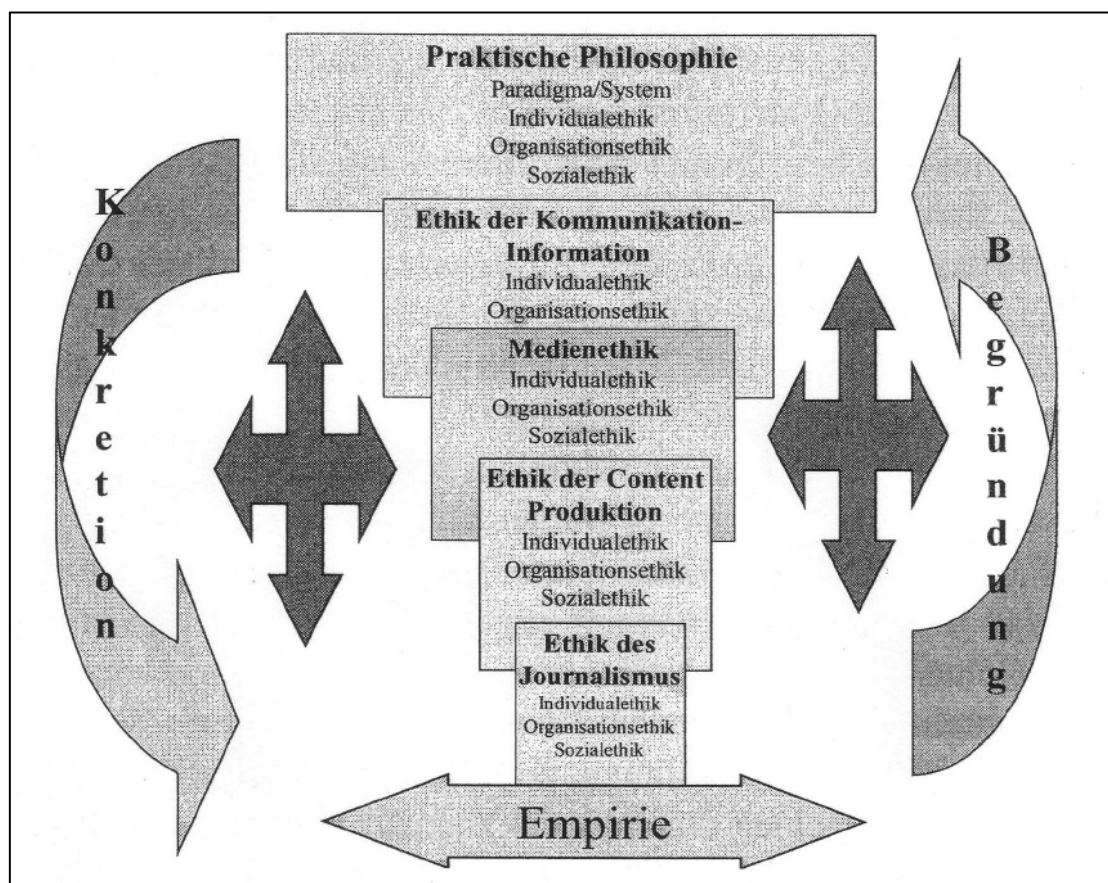 Praktische Philosophie
Paradigma/System
Individualethik
Organisationsethik
Sozialethik
Ethik der Kommunikation-
Information
Individualethik
Organisationsethik
Medienethik
Individualethik
Organisationsethik
Sozialethik
Ethik der Content
Produktion
Individualethik
Organisationsethik
Sozialethik
Ethik des
Journalismus
Individualethik
Organisationsethik
Sozialethik
Empirie
Konkretion
Begründung